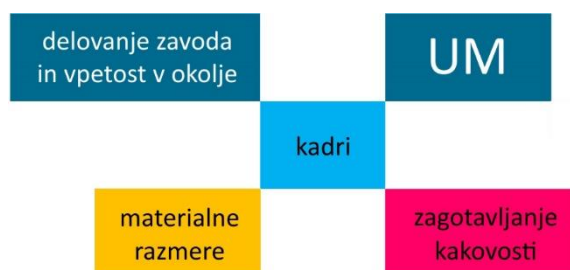 delovanje zavoda
in vpetost v okolje
UM
kadri
materialne
razmere
zagotavljanje
kakovosti